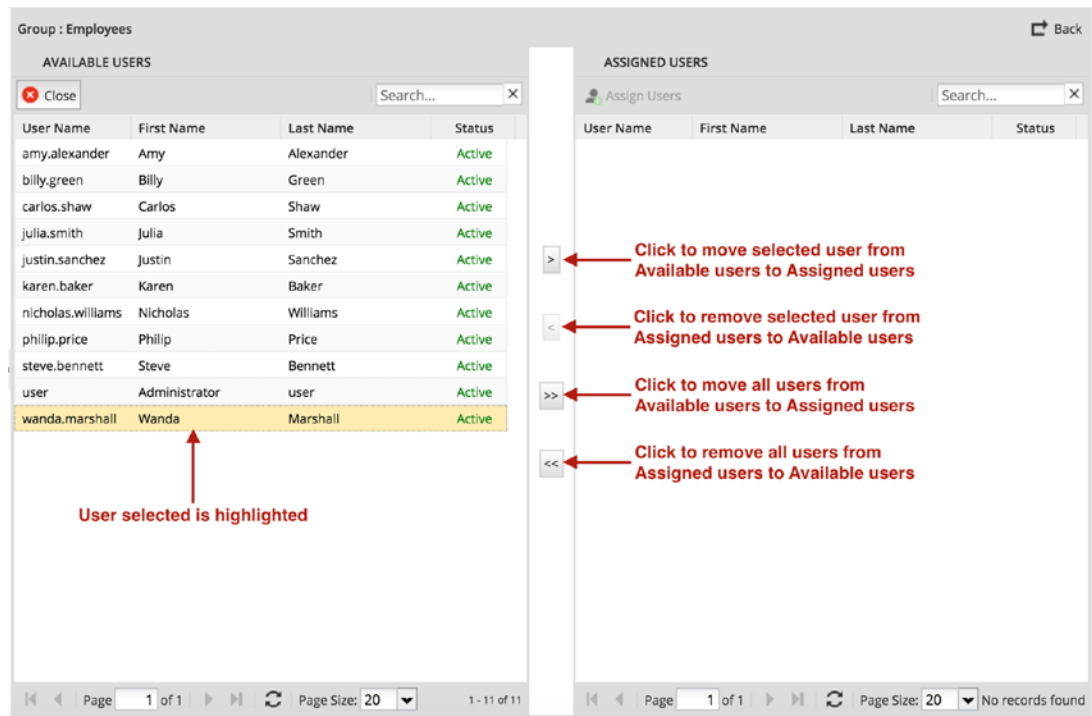 Group : Employees
Back
AVAILABLE USERS
ASSIGNED USERS
Close
Search...
Assign Users
Search...
User Name First Name Last Name Status
User Name First Name Last Name Status
amy.alexander Amy Alexander Active
billy.green Billy Green Active
carlos.shaw Carlos Shaw Active
julia.smith Julia Smith Active
justin.sanchez Justin Sanchez Active
karen.baker Karen Baker Active
nicholas.williams Nicholas Williams Active
philip.price Philip Price Active
steve.bennett Steve Bennett Active
user Administrator user Active
wanda.marshall Wanda Marshall Active
User selected is highlighted
>
Click to move selected user from
Available users to Assigned users
<
Click to remove selected user from
Assigned users to Available users
>>
Click to move all users from
Available users to Assigned users
<<
Click to remove all users from
Assigned users to Available users
Page 1 of 1 Page Size: 20 1 - 11 of 11
Page 1 of 1 Page Size: 20 No records found